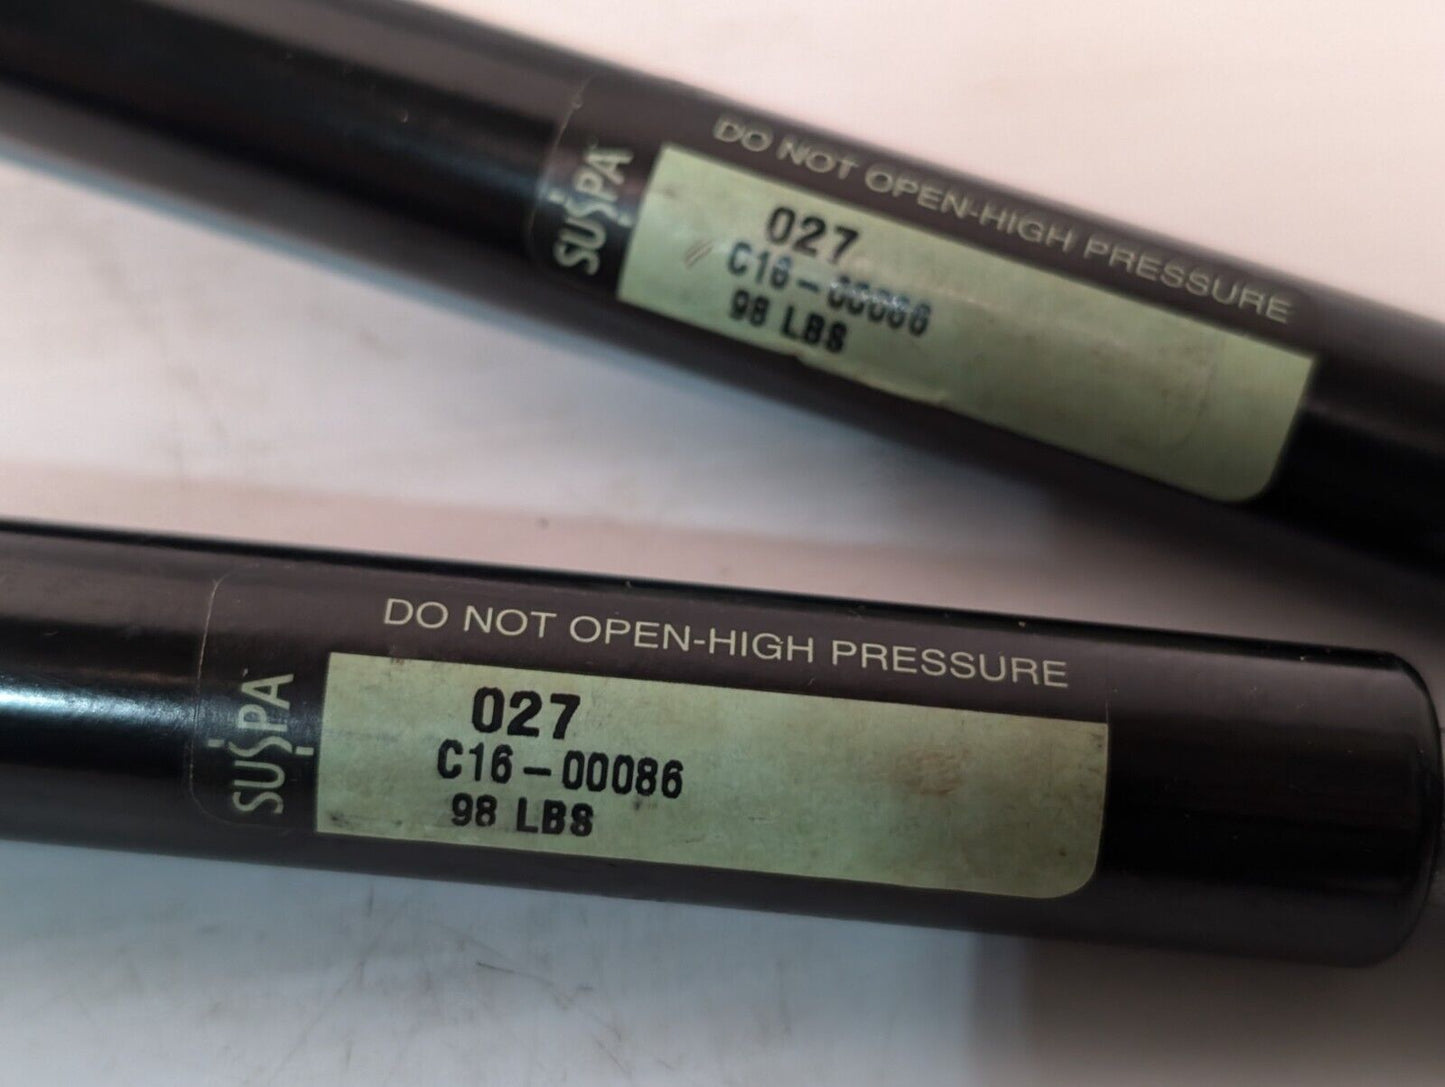 DO NOT OPEN-HIGH PRESSURE
SUSPA
027
C16-00086
98 LBS
DO NOT OPEN-HIGH PRESSURE
SUSPA
027
C16-00086
98 LBS